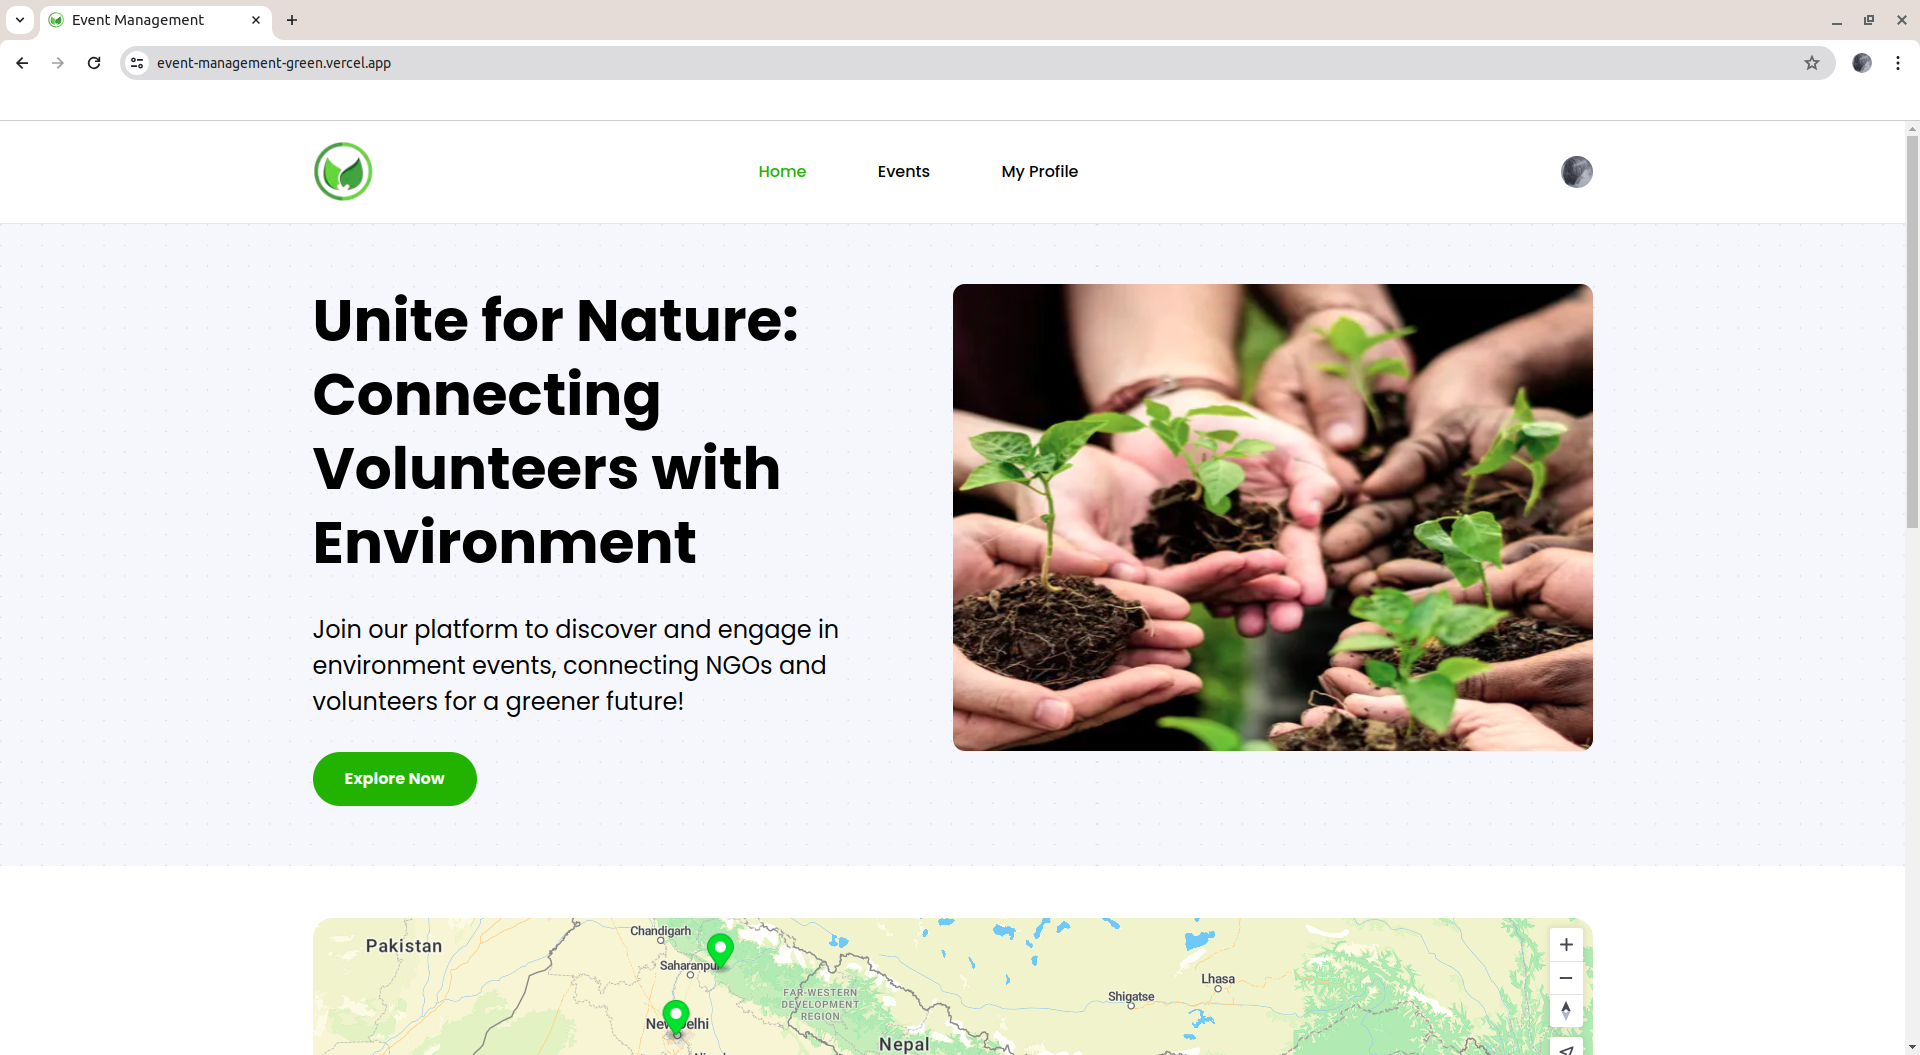 Event Management
event-management-green.vercel.app
Home
Events
My Profile
Unite for Nature:
Connecting
Volunteers with
Environment
Join our platform to discover and engage in
environment events, connecting NGOs and
volunteers for a greener future!
Explore Now
Pakistan
Chandigarh
Saharanpur
Lhasa
FAR-WESTERN
DEVELOPMENT
REGION
Shigatse
New Delhi
Nepal